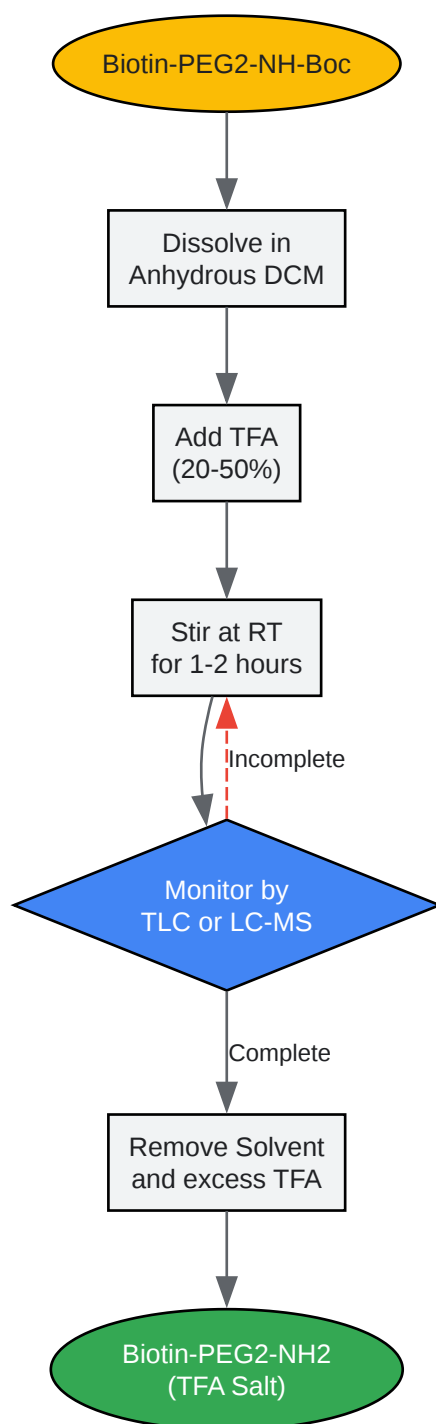 Biotin-PEG2-NH-Boc
Dissolve in
Anhydrous DCM
Add TFA
(20-50%)
Stir at RT
for 1-2 hours
Incomplete
Monitor by
TLC or LC-MS
Complete
Remove Solvent
and excess TFA
Biotin-PEG2-NH2
(TFA Salt)